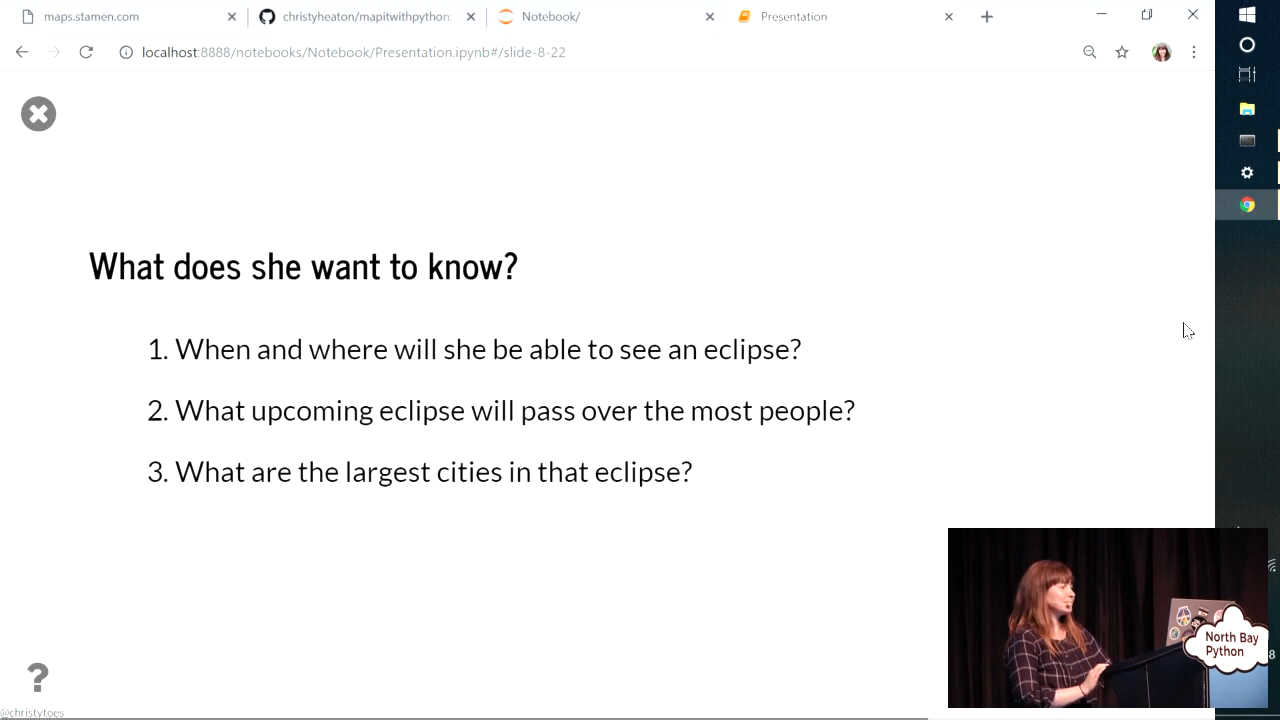 maps.stamen.com
christyheaton/mapitwithpython
Notebook/
Presentation
localhost:8888/notebooks/Notebook/Presentation.ipynb#/slide-8-22
What does she want to know?
1. When and where will she be able to see an eclipse?
2. What upcoming eclipse will pass over the most people?
3. What are the largest cities in that eclipse?
North Bay
Python
8
?
@christytoes